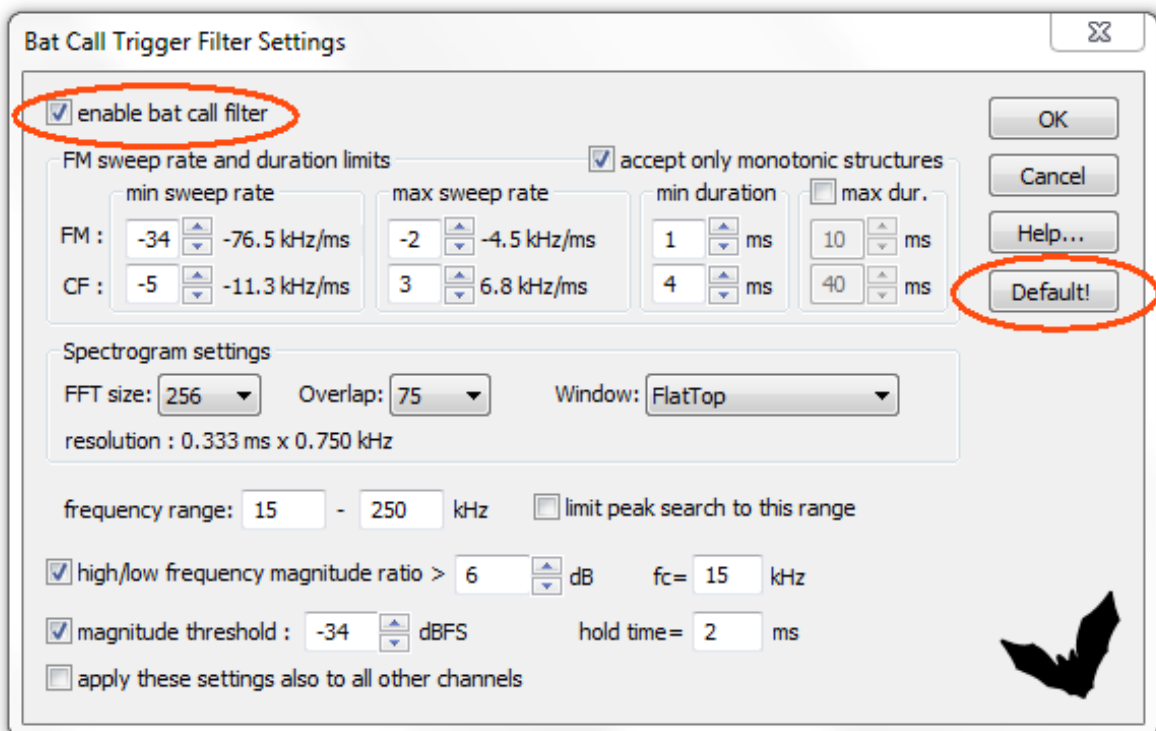 Bat Call Trigger Filter Settings
enable bat call filter
OK
FM sweep rate and duration limits accept only monotonic structures
Cancel
min sweep rate max sweep rate min duration max dur.
FM : -34 -76.5 kHz/ms -2 -4.5 kHz/ms 1 ms 10 ms
Help...
CF : -5 -11.3 kHz/ms 3 6.8 kHz/ms 4 ms 40 ms
Default!
Spectrogram settings
FFT size: 256 Overlap: 75 Window: FlatTop
resolution : 0.333 ms x 0.750 kHz
frequency range: 15 - 250 kHz limit peak search to this range
high/low frequency magnitude ratio > 6 dB fc= 15 kHz
magnitude threshold : -34 dBFS hold time= 2 ms
apply these settings also to all other channels